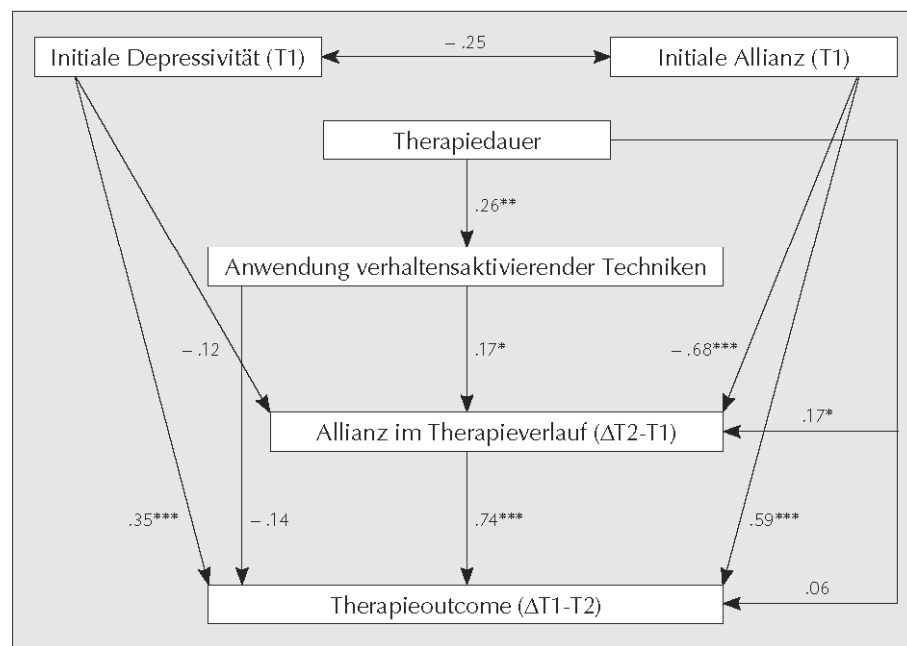 – .25
Initiale Depressivität (T1)
Initiale Allianz (T1)
Therapiedauer
.26**
Anwendung verhaltensaktivierender Techniken
– .12
.17*
– .68***
Allianz im Therapieverlauf (ΔT2-T1)
.17*
.35***
– .14
.74***
.59***
Therapieoutcome (ΔT1-T2)
.06